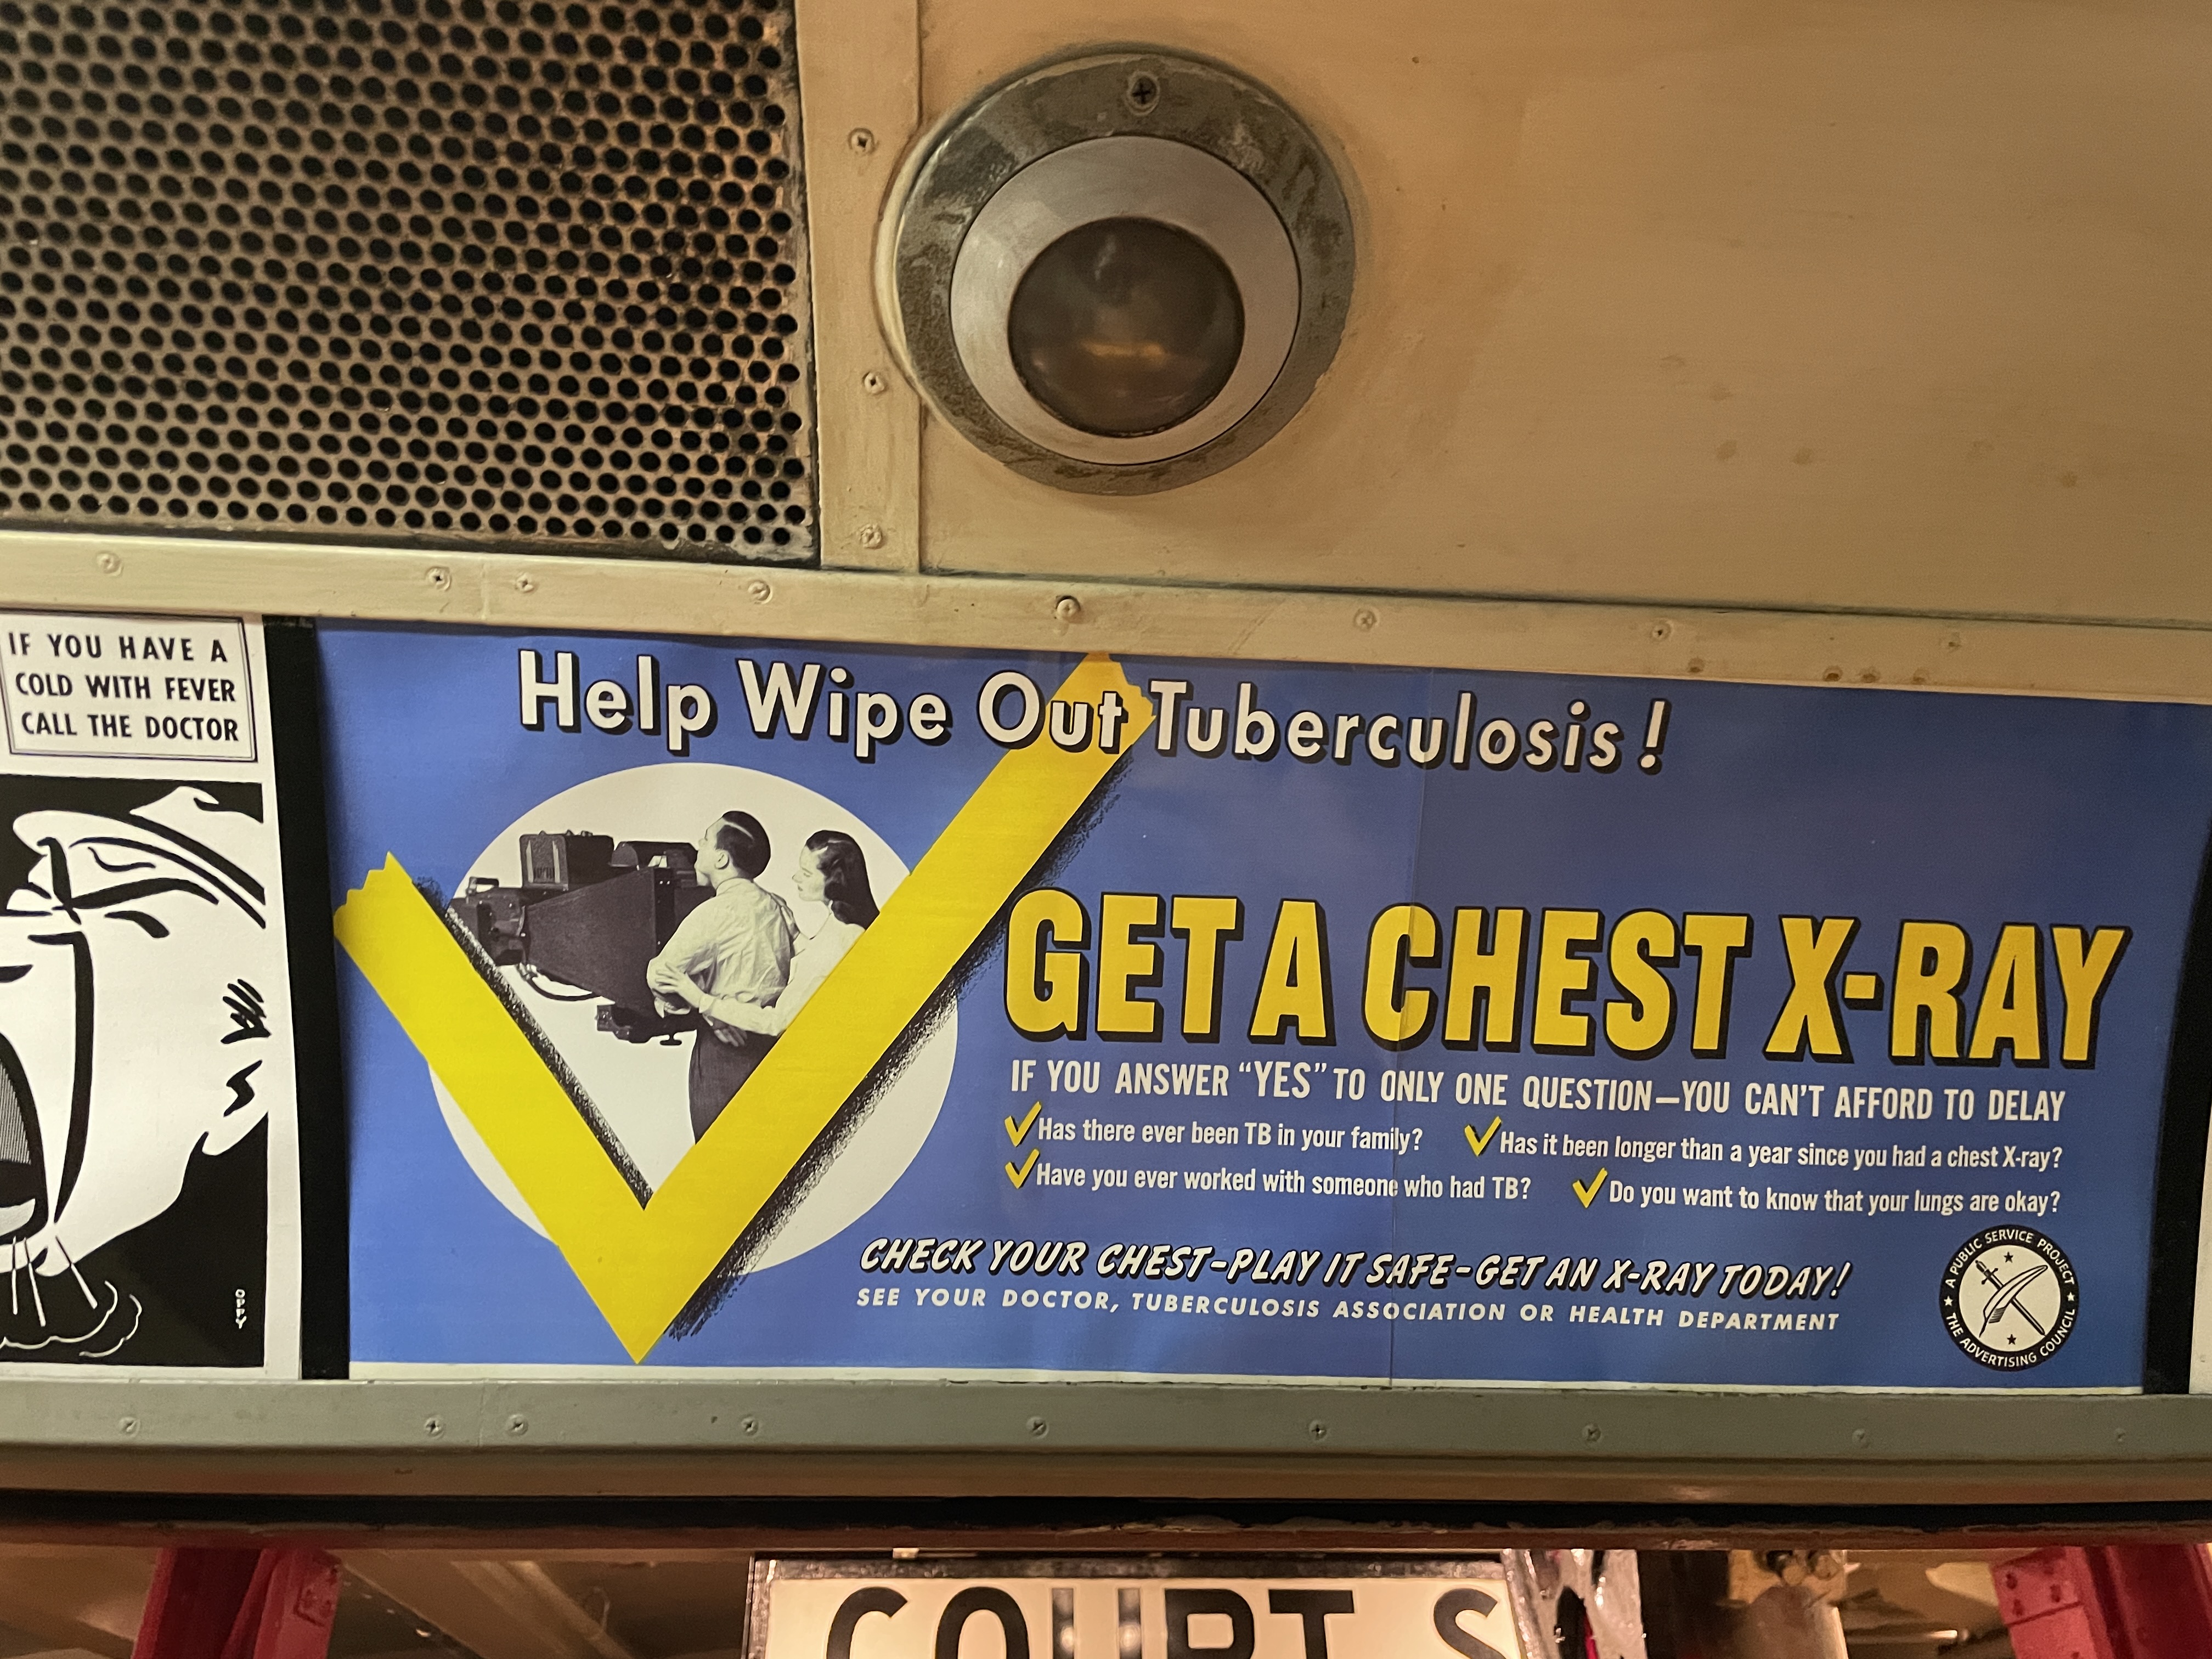 IF YOU HAVE A
COLD WITH FEVER
CALL THE DOCTOR
OPPY
Help Wipe Out Tuberculosis!
GET A CHEST X-RAY
IF YOU ANSWER "YES" TO ONLY ONE QUESTION—YOU CAN'T AFFORD TO DELAY
Has there ever been TB in your family?
Has it been longer than a year since you had a chest X-ray?
Have you ever worked with someone who had TB?
Do you want to know that your lungs are okay?
CHECK YOUR CHEST-PLAY IT SAFE-GET AN X-RAY TODAY!
SEE YOUR DOCTOR, TUBERCULOSIS ASSOCIATION OR HEALTH DEPARTMENT
A PUBLIC SERVICE PROJECT
THE ADVERTISING COUNCIL
COURT S